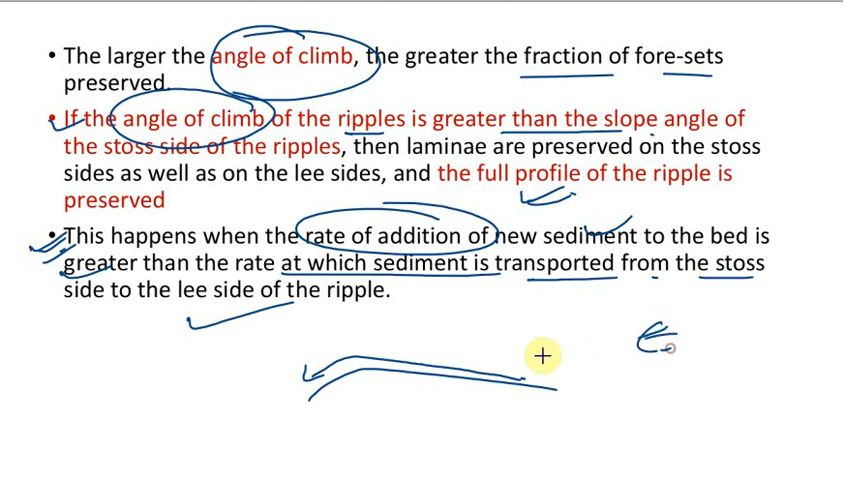 • The larger the angle of climb, the greater the fraction of fore-sets
preserved.
• If the angle of climb of the ripples is greater than the slope angle of
the stoss side of the ripples, then laminae are preserved on the stoss
sides as well as on the lee sides, and the full profile of the ripple is
preserved
• This happens when the rate of addition of new sediment to the bed is
greater than the rate at which sediment is transported from the stoss
side to the lee side of the ripple.